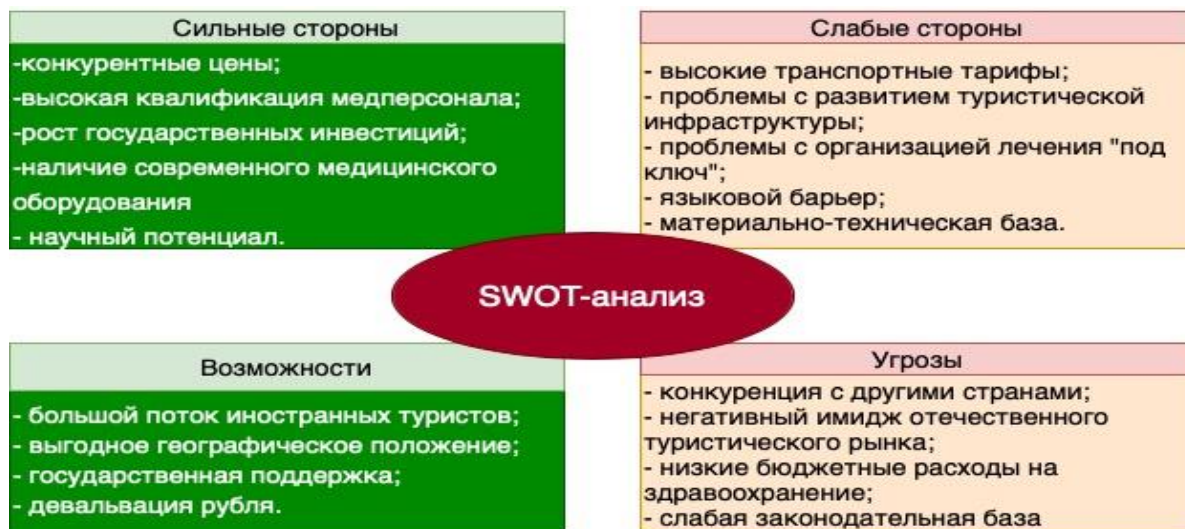 Сильные стороны
-конкурентные цены;
-высокая квалификация медперсонала;
-рост государственных инвестиций;
-наличие современного медицинского
оборудования
- научный потенциал.
Слабые стороны
- высокие транспортные тарифы;
- проблемы с развитием туристической
инфраструктуры;
- проблемы с организацией лечения "под
ключ";
- языковой барьер;
- материально-техническая база.
SWOT-анализ
Возможности
- большой поток иностранных туристов;
- выгодное географическое положение;
- государственная поддержка;
- девальвация рубля.
Угрозы
- конкуренция с другими странами;
- негативный имидж отечественного
туристического рынка;
- низкие бюджетные расходы на
здравоохранение;
- слабая законодательная база